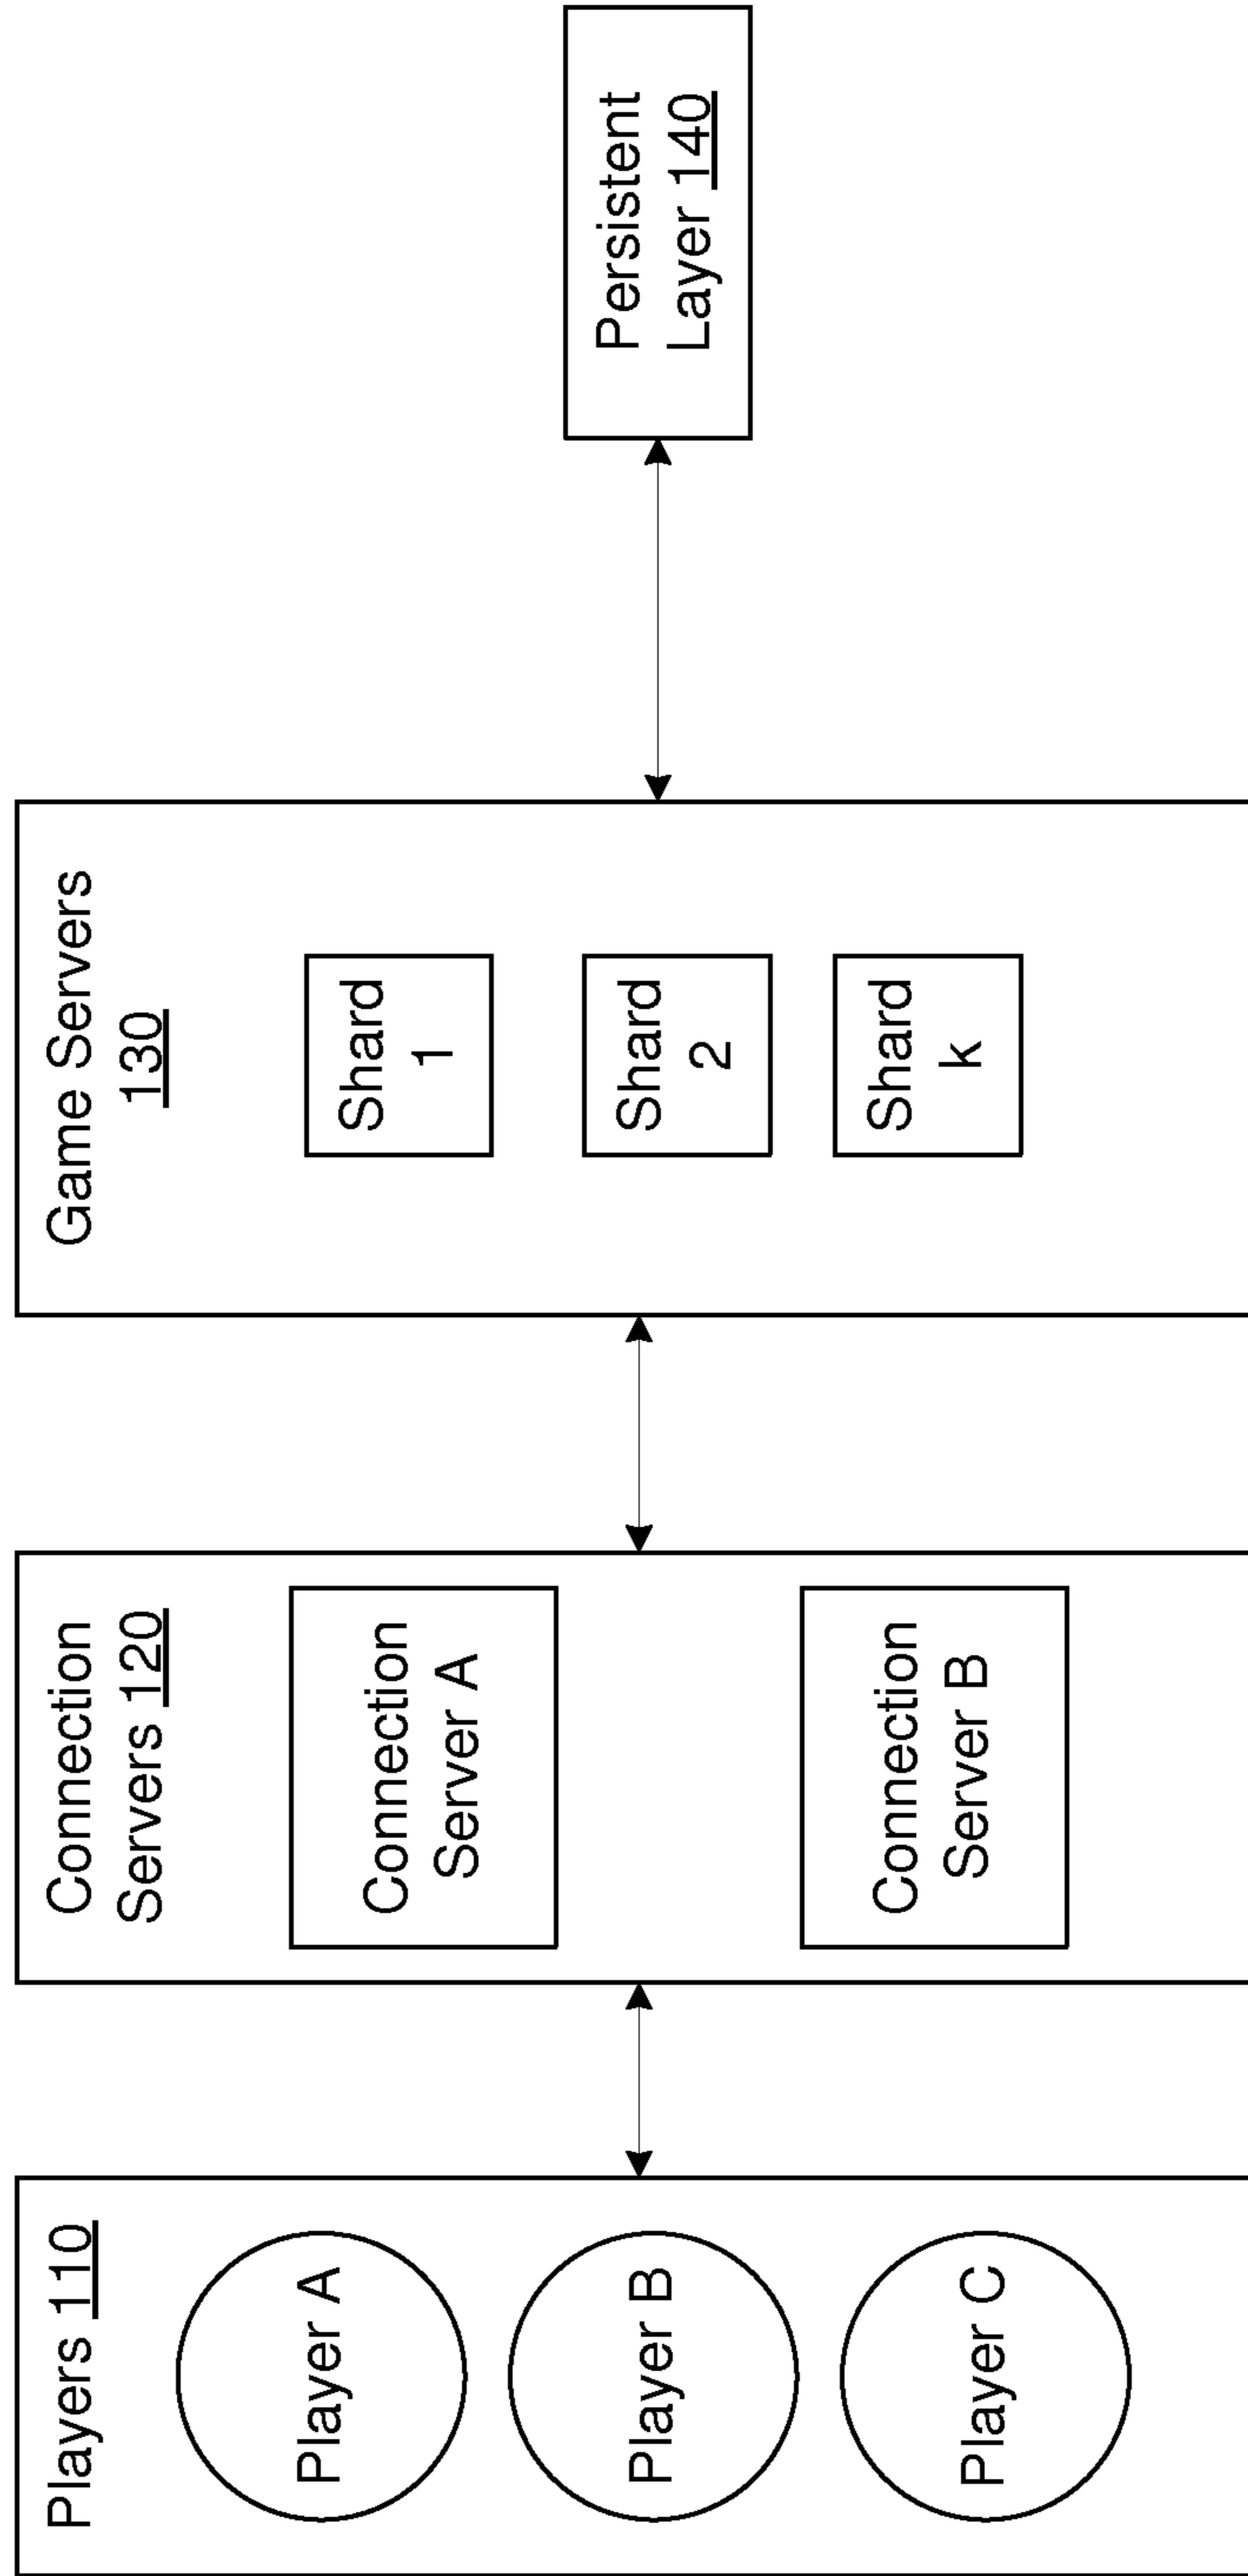 Players 110
Player A
Player B
Player C
Connection
Servers 120
Connection
Server A
Connection
Server B
Game Servers
130
Shard
1
Shard
2
Shard
k
Persistent
Layer 140